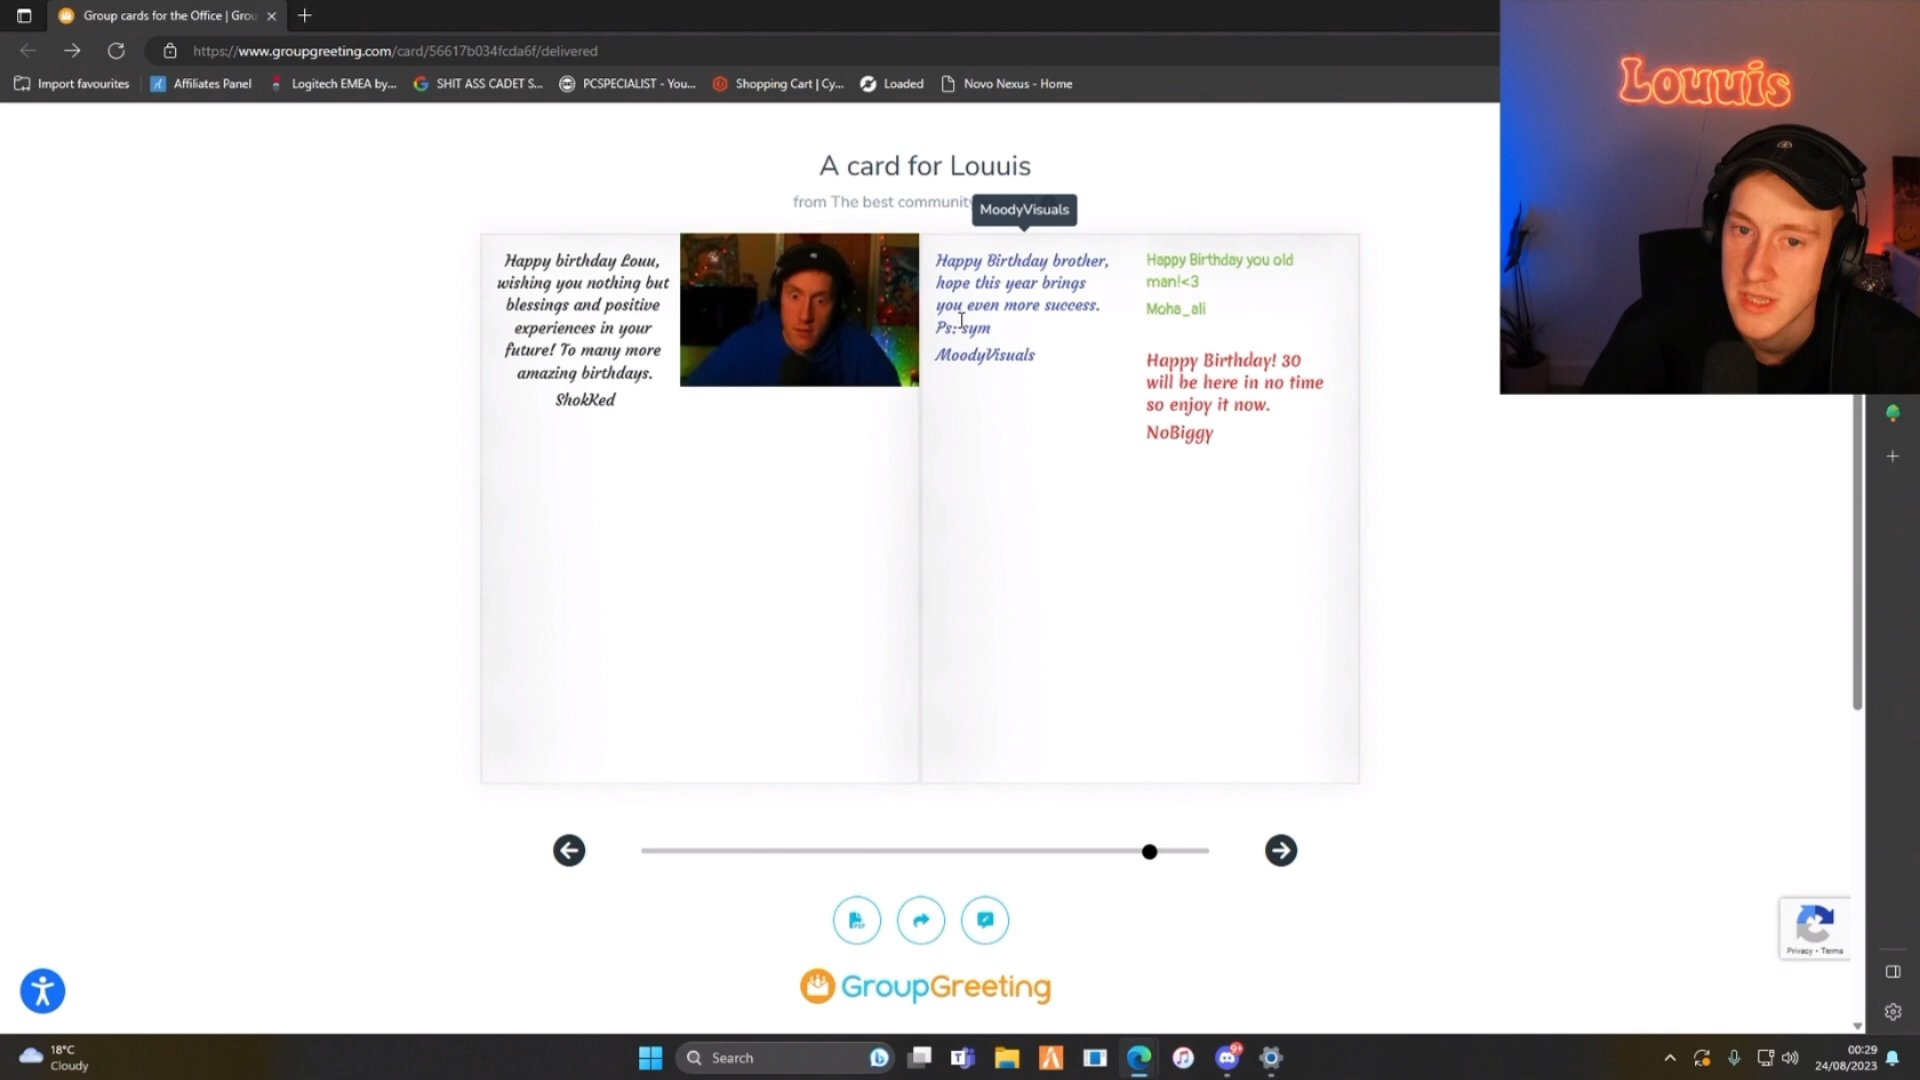 Group cards for the Office | Grou
https://www.groupgreeting.com/card/56617b034fcda6f/delivered
Import favourites
Affiliates Panel
Logitech EMEA by...
SHIT ASS CADET S...
PCSPECIALIST - You...
Shopping Cart | Cy...
Loaded
Novo Nexus - Home
Louuis
A card for Louuis
from The best community
MoodyVisuals
Happy birthday Louu,
wishing you nothing but
blessings and positive
experiences in your
future! To many more
amazing birthdays.
ShokKed
Happy Birthday brother,
hope this year brings
you even more success.
Ps: sym
MoodyVisuals
Happy Birthday you old
man!<3
Moha_ali
Happy Birthday! 30
will be here in no time
so enjoy it now.
NoBiggy
PDF
GroupGreeting
Privacy - Terms
18°C
Cloudy
Search
9+
00:29
24/08/2023